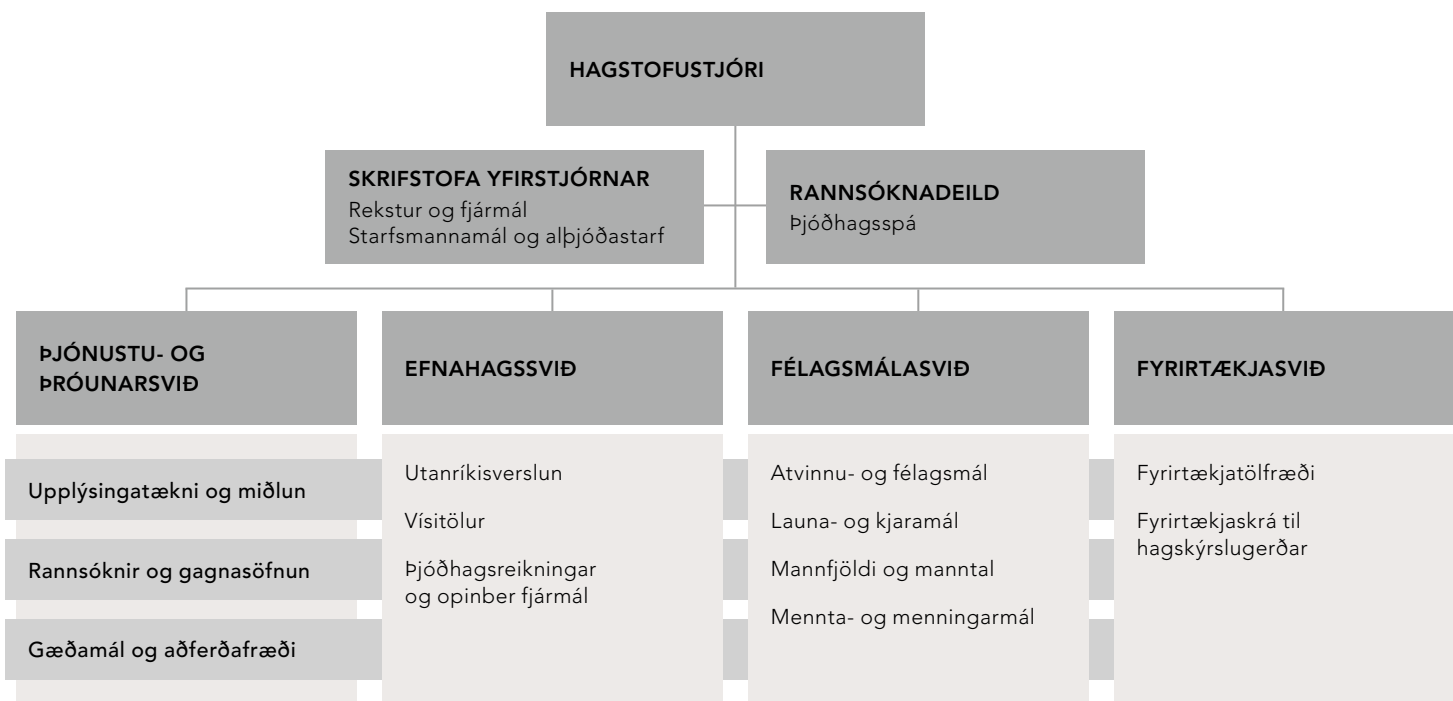 HAGSTOFUSTJÓRI
SKRIFSTOFA YFIRSTJÓRNAR
Rekstur og fjármál
Starfsmannamál og alþjóðastarf
RANNSÓKNADEILD
Þjóðhagsspá
ÞJÓNUSTU- OG
ÞRÓUNARSVIÐ
Upplýsingatækni og miðlun
Rannsóknir og gagnasöfnun
Gæðamál og aðferðafræði
EFNAHAGSSVIÐ
Utanríkisverslun
Vísitölur
Þjóðhagsreikningar
og opinber fjármál
FÉLAGSMÁLASVIÐ
Atvinnu- og félagsmál
Launa- og kjaramál
Mannfjöldi og manntal
Mennta- og menningarmál
FYRIRTÆKJASVIÐ
Fyrirtækjatölfræði
Fyrirtækjaskrá til
hagskýrslugerðar